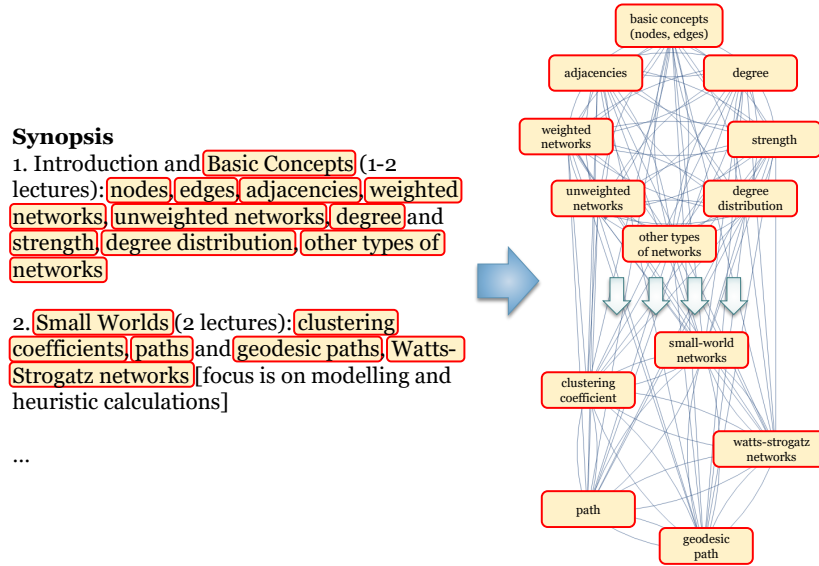 Synopsis
1. Introduction and Basic Concepts (1-2
lectures): nodes, edges, adjacencies, weighted
networks, unweighted networks, degree and
strength, degree distribution, other types of
networks
2. Small Worlds (2 lectures): clustering
coefficients, paths and geodesic paths, Watts-
Strogatz networks [focus is on modelling and
heuristic calculations]
...
basic concepts
(nodes, edges)
adjacencies
degree
weighted
networks
strength
unweighted
networks
degree
distribution
other types
of networks
small-world
networks
clustering
coefficient
watts-strogatz
networks
path
geodesic
path